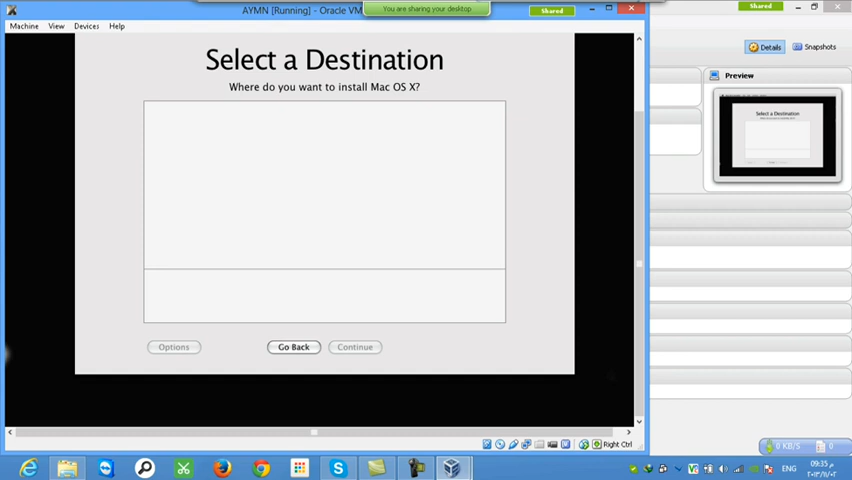 AYMN [Running] - Oracle VM
You are sharing your desktop
Shared
Shared
Machine View Devices Help
Details Snapshots
Select a Destination
Where do you want to install Mac OS X?
Preview
Select a Destination
Options Go Back Continue
Right Ctrl
0 KB/S 0
ENG
م 09:35